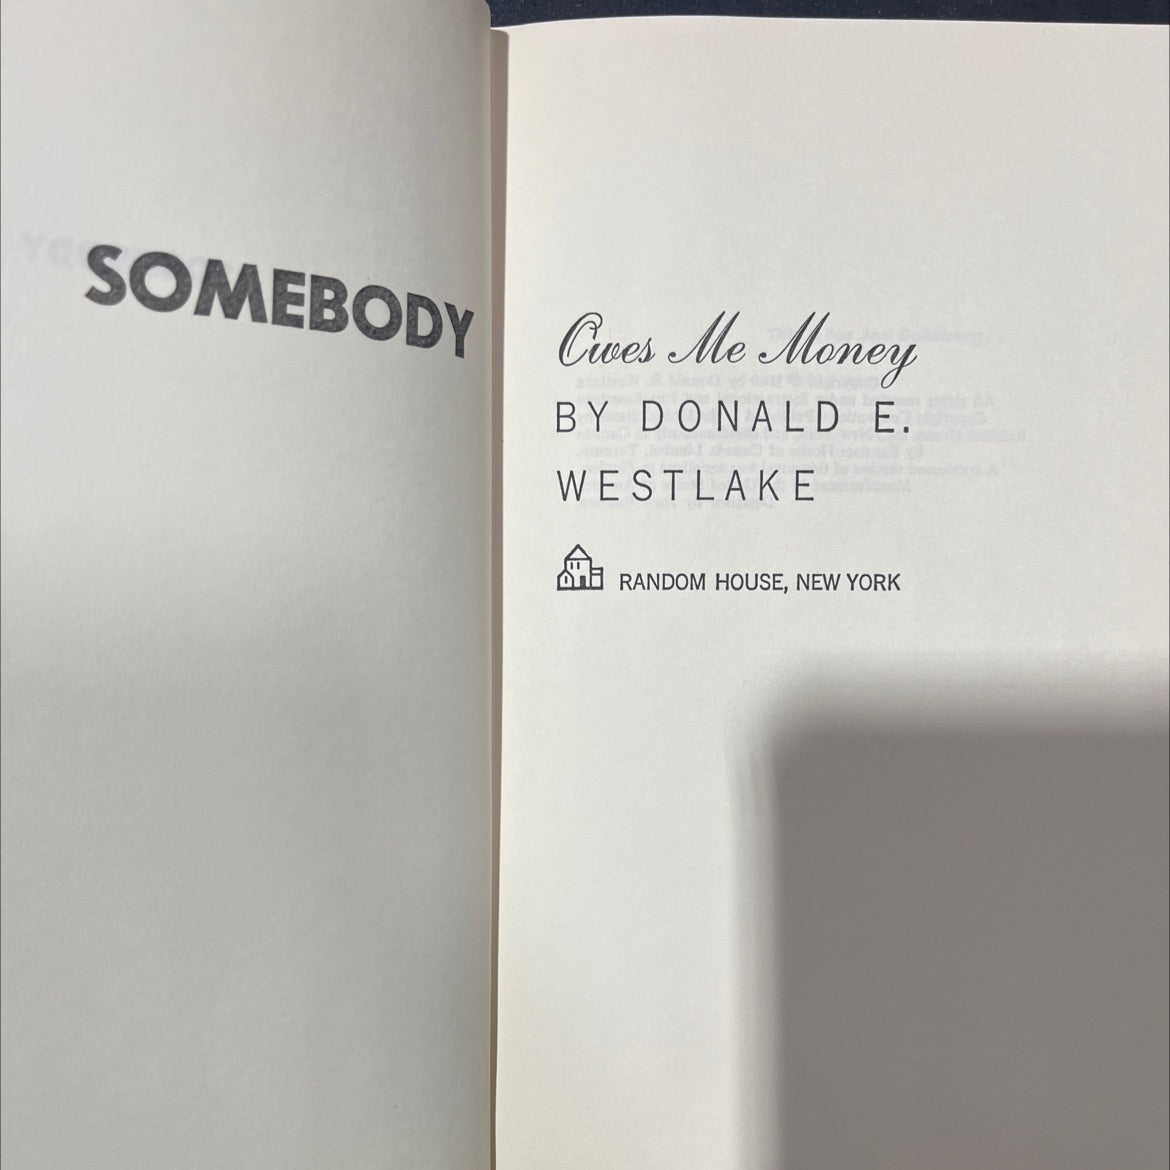 SOMEBODY
Owes Me Money
BY DONALD E.
WESTLAKE
RANDOM HOUSE, NEW YORK